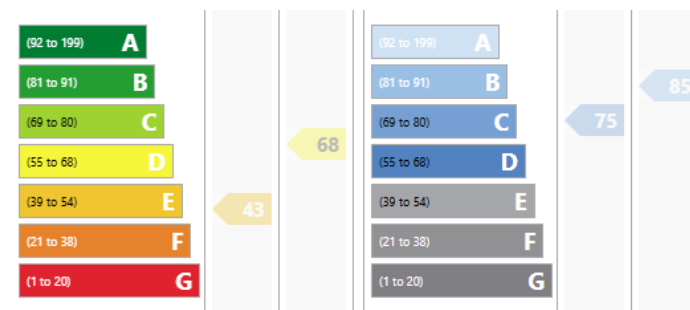 (92 to 199) A
(81 to 91) B
(69 to 80) C
(55 to 68) D
(39 to 54) E
(21 to 38) F
(1 to 20) G
43
68
(92 to 199) A
(81 to 91) B
(69 to 80) C
(55 to 68) D
(39 to 54) E
(21 to 38) F
(1 to 20) G
75
85